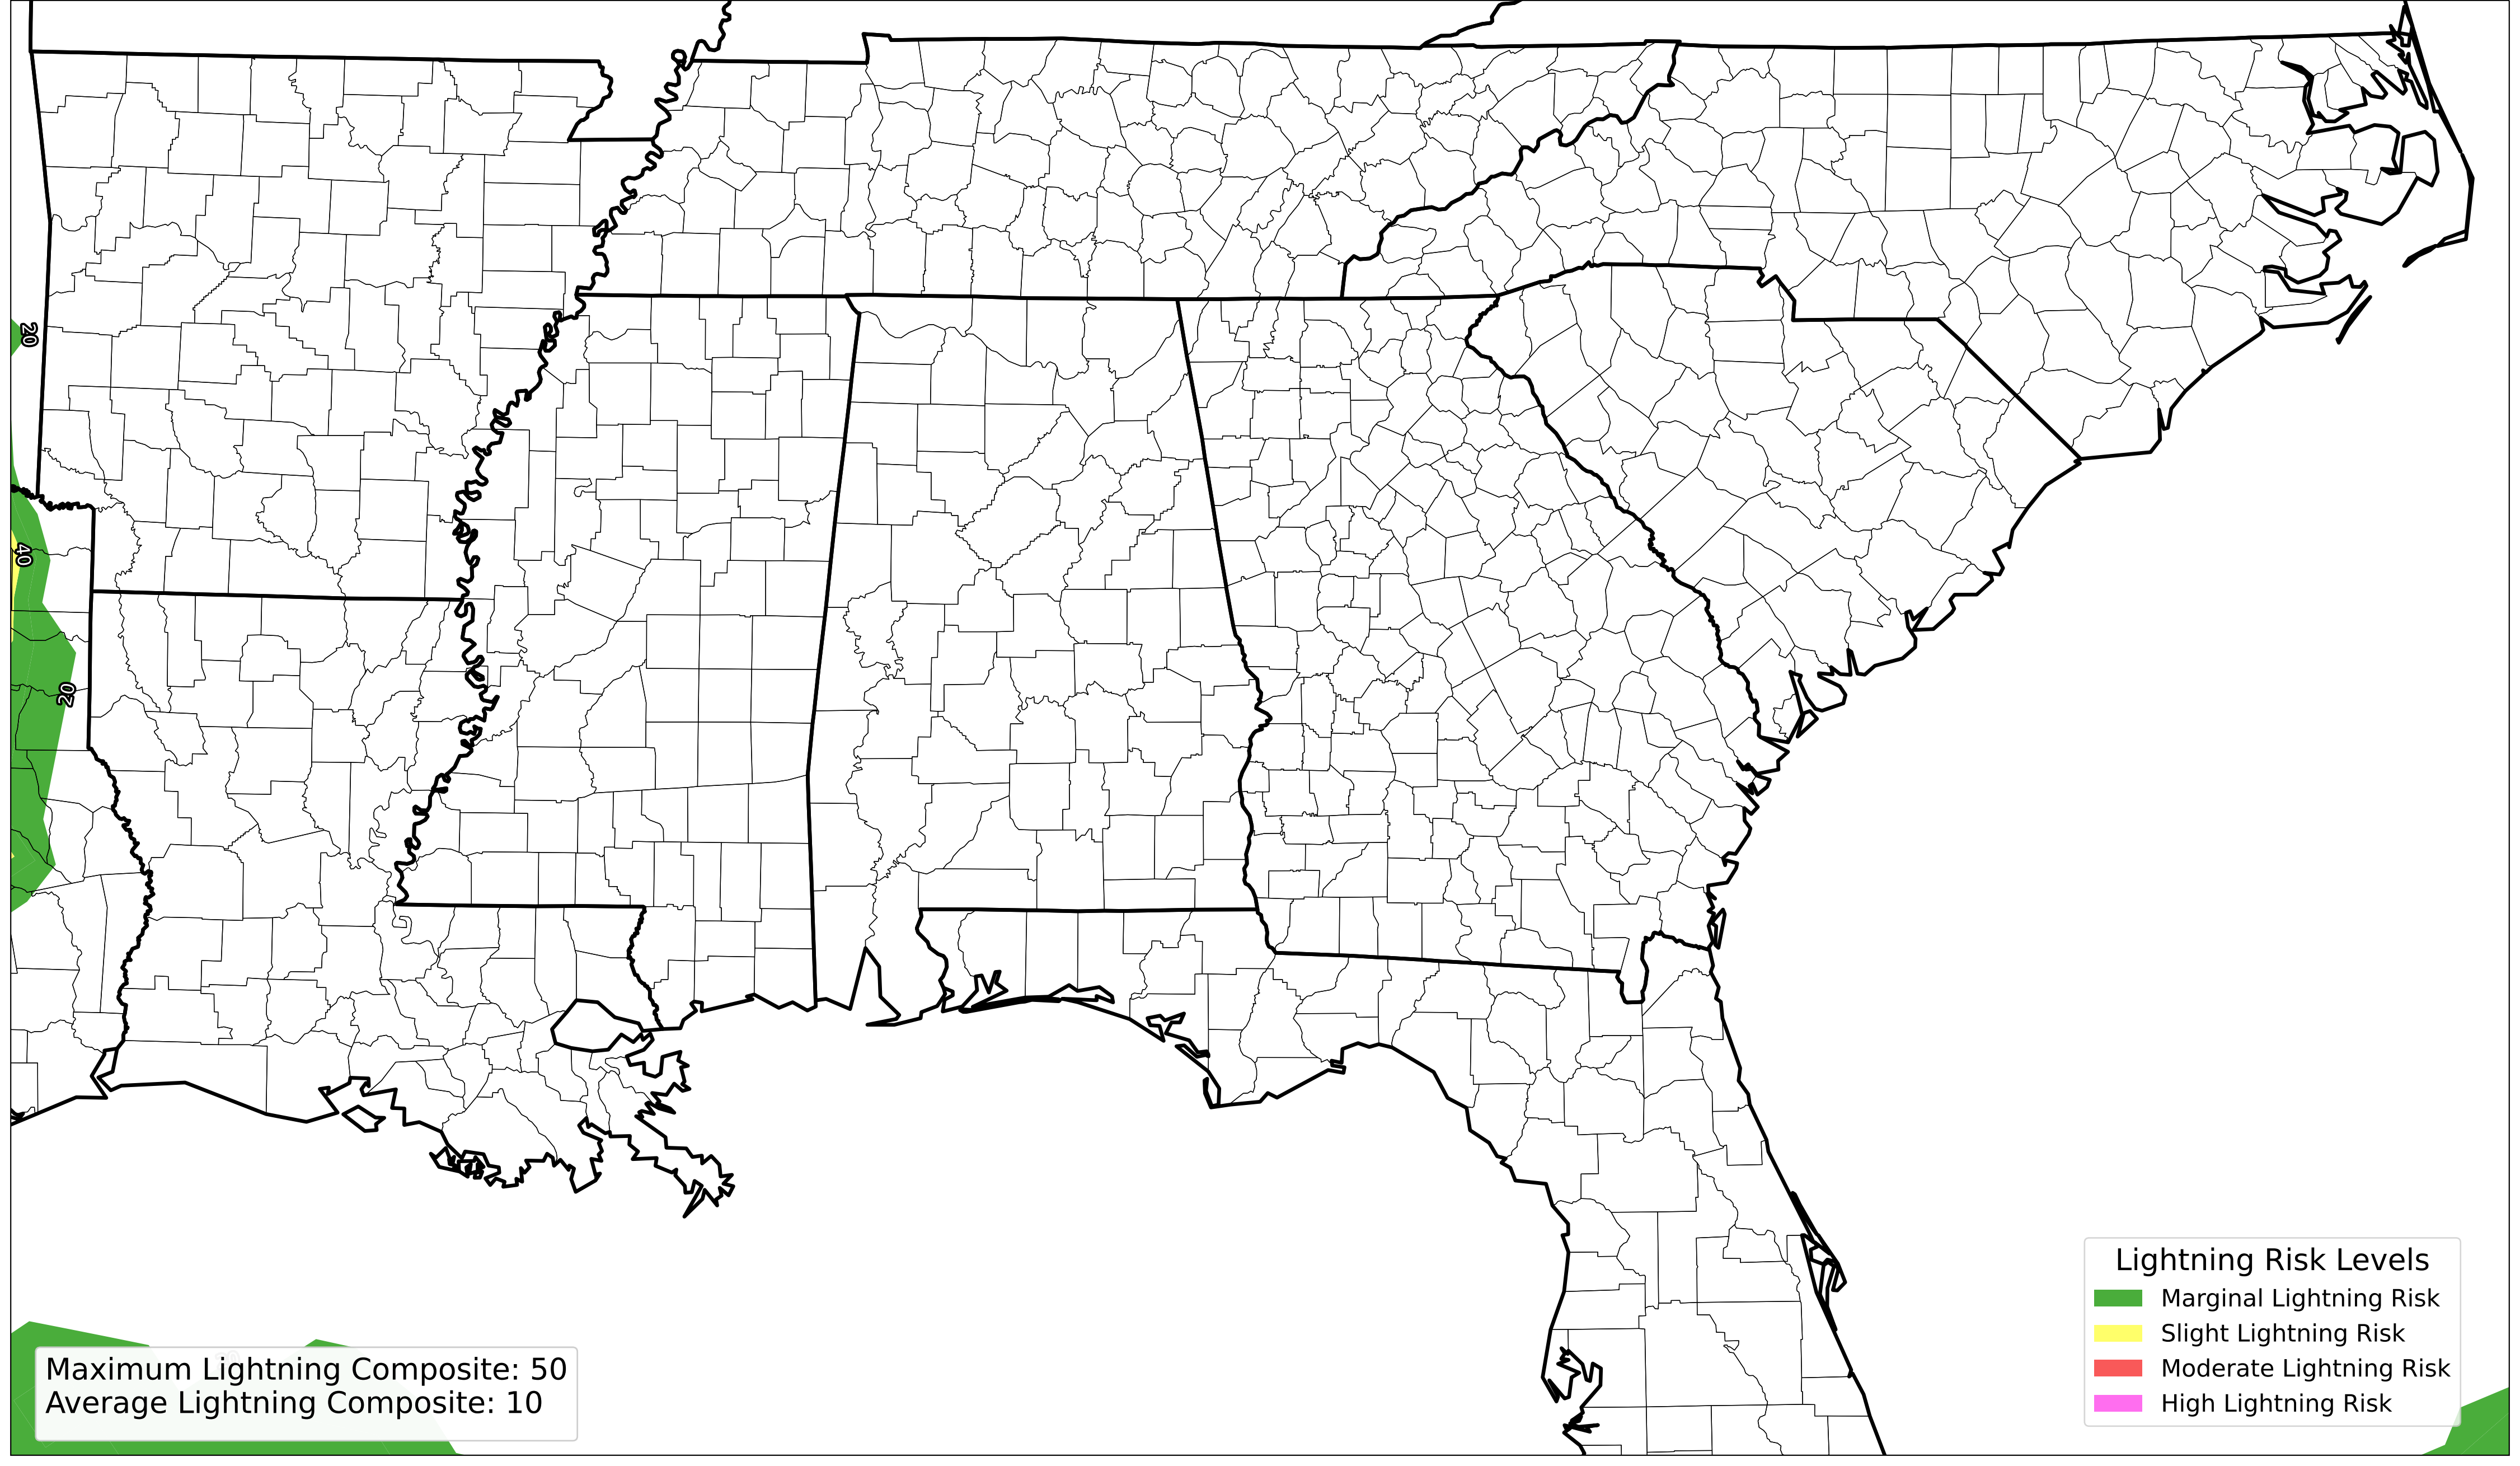 20
40
20
Maximum Lightning Composite: 50
Average Lightning Composite: 10
Lightning Risk Levels
Marginal Lightning Risk
Slight Lightning Risk
Moderate Lightning Risk
High Lightning Risk